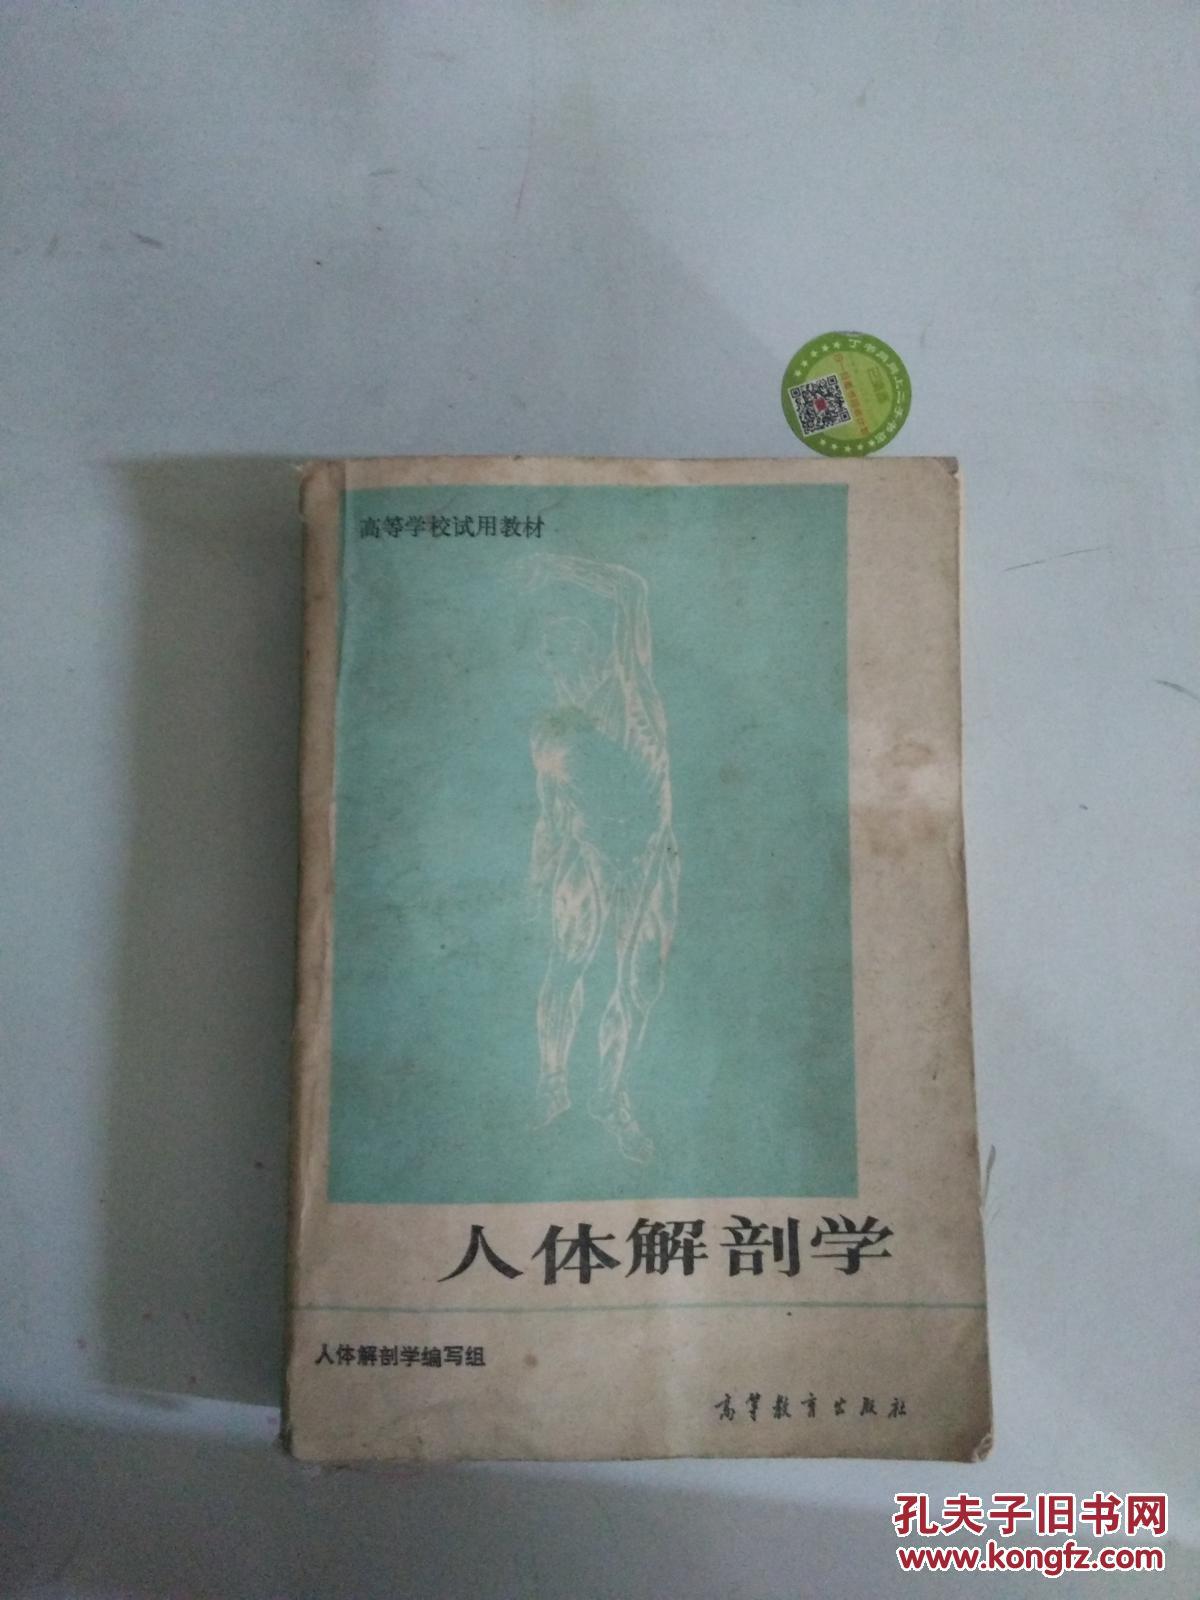 高等学校试用教材
人体解剖学
人体解剖学编写组
高等教育出版社
孔夫子旧书网
www.kongfz.com